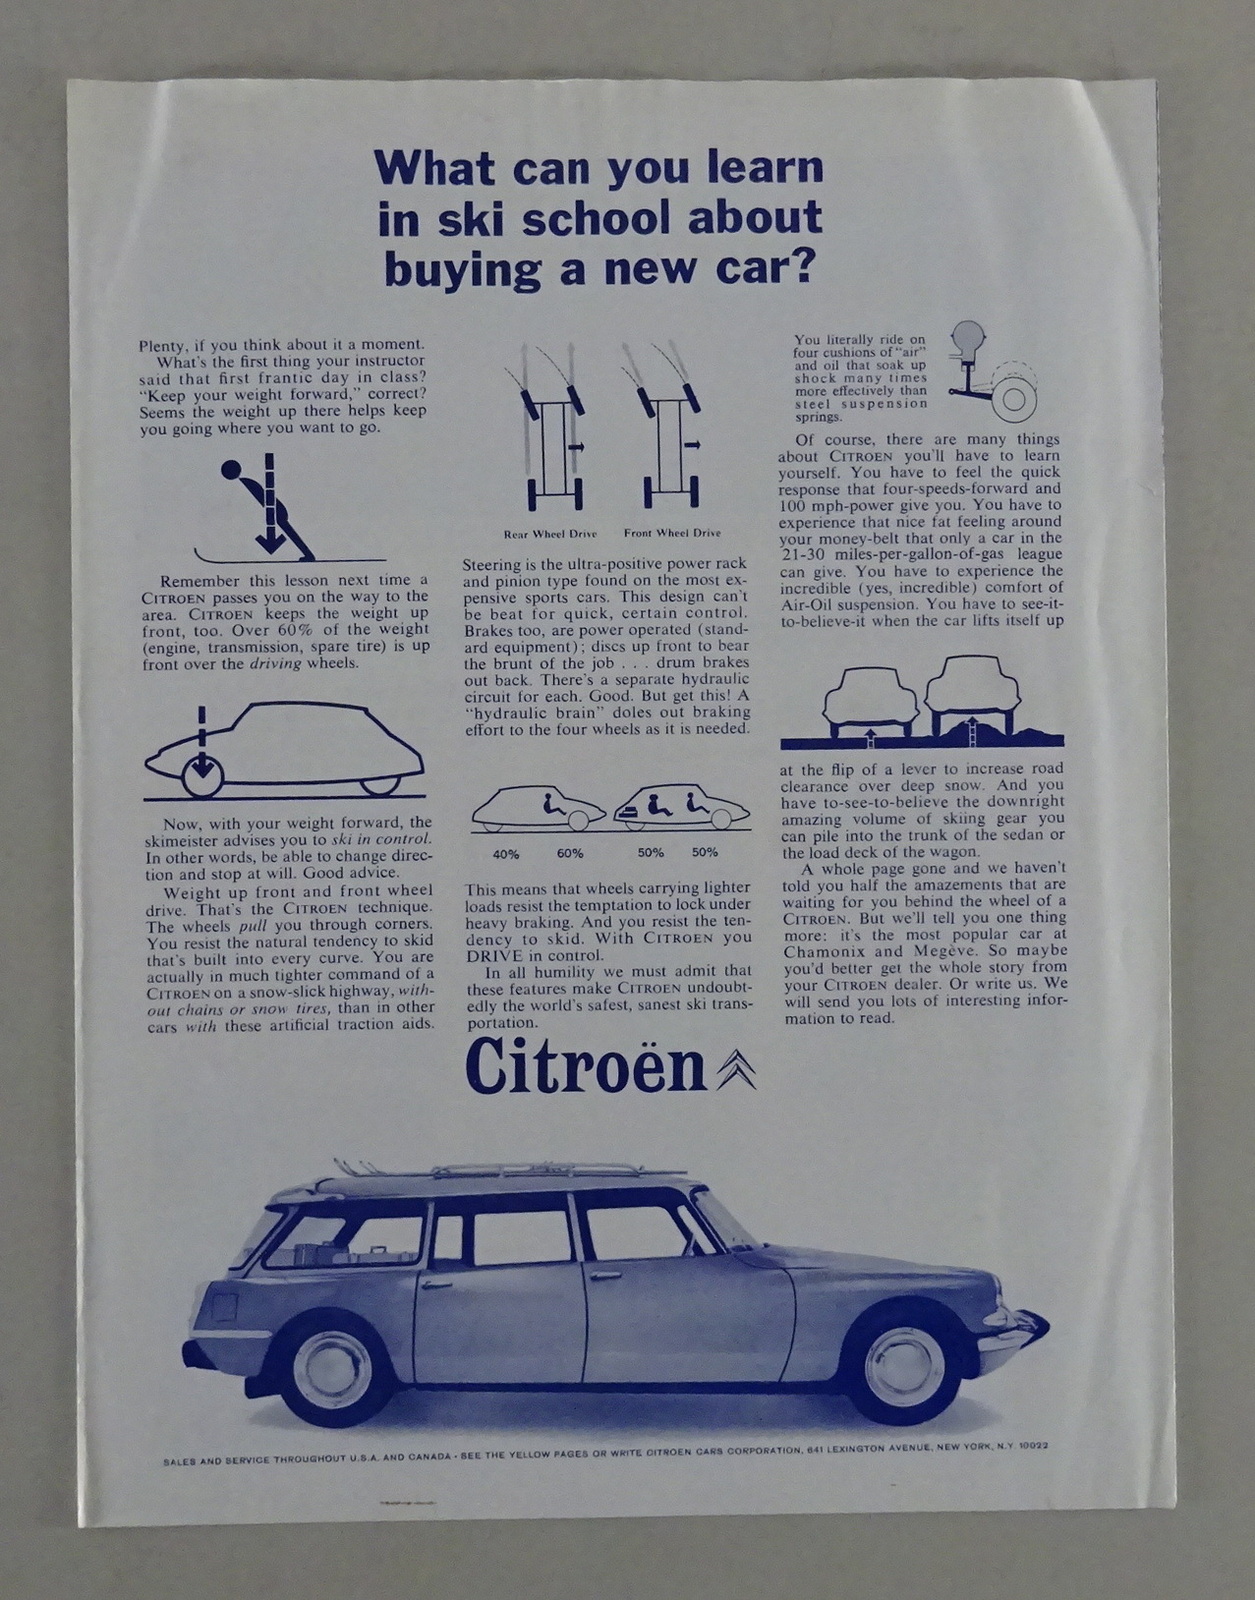 What can you learn
in ski school about
buying a new car?
Plenty, if you think about it a moment.
What's the first thing your instructor
said that first frantic day in class?
"Keep your weight forward," correct?
Seems the weight up there helps keep
you going where you want to go.
Remember this lesson next time a
CITROEN passes you on the way to the
area. CITROEN keeps the weight up
front, too. Over 60% of the weight
(engine, transmission, spare tire) is up
front over the driving wheels.
Now, with your weight forward, the
skimeister advises you to ski in control.
In other words, be able to change direc-
tion and stop at will. Good advice.
Weight up front and front wheel
drive. That's the CITROEN technique.
The wheels pull you through corners.
You resist the natural tendency to skid
that's built into every curve. You are
actually in much tighter command of a
CITROEN on a snow-slick highway, with-
out chains or snow tires, than in other
cars with these artificial traction aids.
Rear Wheel Drive Front Wheel Drive
Steering is the ultra-positive power rack
and pinion type found on the most ex-
pensive sports cars. This design can't
be beat for quick, certain control.
Brakes too, are power operated (stand-
ard equipment); discs up front to bear
the brunt of the job . . . drum brakes
out back. There's a separate hydraulic
circuit for each. Good. But get this! A
"hydraulic brain" doles out braking
effort to the four wheels as it is needed.
40% 60% 50% 50%
This means that wheels carrying lighter
loads resist the temptation to lock under
heavy braking. And you resist the ten-
dency to skid. With CITROEN you
DRIVE in control.
In all humility we must admit that
these features make CITROEN undoubt-
edly the world's safest, sanest ski trans-
portation.
You literally ride on
four cushions of "air"
and oil that soak up
shock many times
more effectively than
steel suspension
springs.
Of course, there are many things
about CITROEN you'll have to learn
yourself. You have to feel the quick
response that four-speeds-forward and
100 mph-power give you. You have to
experience that nice fat feeling around
your money-belt that only a car in the
21-30 miles-per-gallon-of-gas league
can give. You have to experience the
incredible (yes, incredible) comfort of
Air-Oil suspension. You have to see-it-
to-believe-it when the car lifts itself up
at the flip of a lever to increase road
clearance over deep snow. And you
have to-see-to-believe the downright
amazing volume of skiing gear you
can pile into the trunk of the sedan or
the load deck of the wagon.
A whole page gone and we haven't
told you half the amazements that are
waiting for you behind the wheel of a
CITROEN. But we'll tell you one thing
more: it's the most popular car at
Chamonix and Megève. So maybe
you'd better get the whole story from
your CITROEN dealer. Or write us. We
will send you lots of interesting infor-
mation to read.
Citroën
SALES AND SERVICE THROUGHOUT U.S.A. AND CANADA • SEE THE YELLOW PAGES OR WRITE CITROEN CARS CORPORATION, 641 LEXINGTON AVENUE, NEW YORK, N.Y. 10022